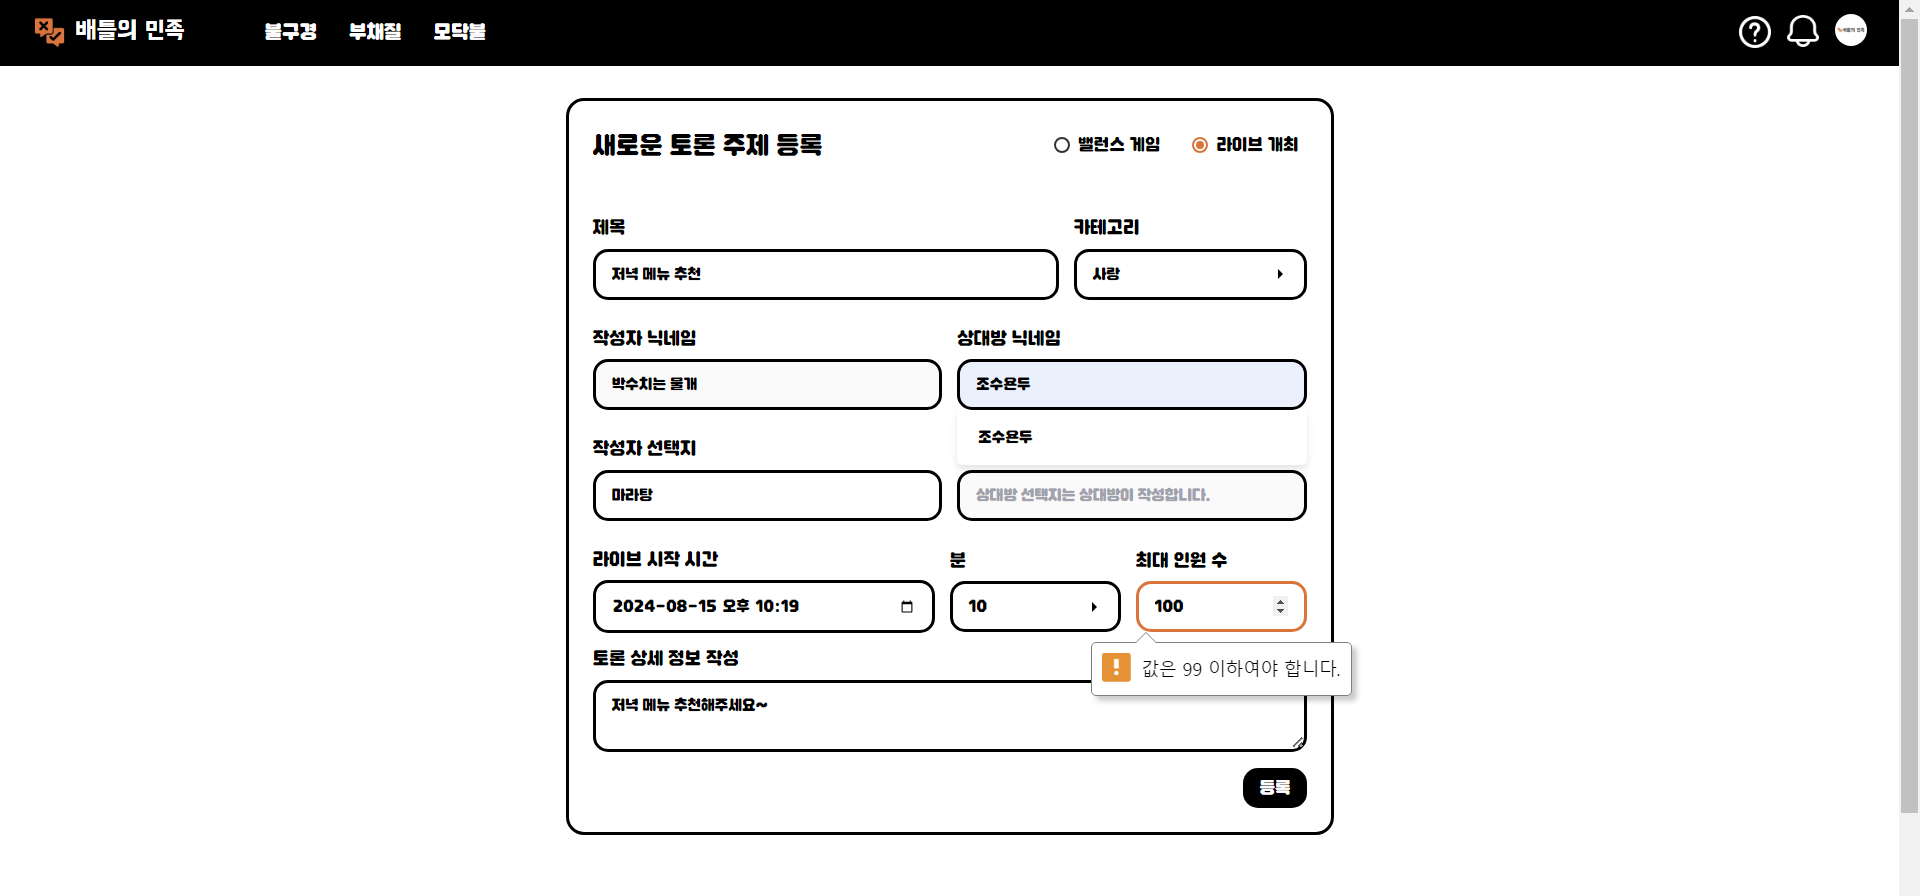 배틀의 민족
불구경 부채질 모닥불
새로운 토론 주제 등록
밸런스 게임 라이브 개최
제목 카테고리
저녁 메뉴 추천 사랑
작성자 닉네임 상대방 닉네임
박수치는 물개 조수욘두
조수욘두
작성자 선택지
마라탕 상대방 선택지는 상대방이 작성합니다.
라이브 시작 시간 분 최대 인원 수
2024-08-15 오후 10:19 10 100
값은 99 이하여야 합니다.
토론 상세 정보 작성
저녁 메뉴 추천해주세요~
등록